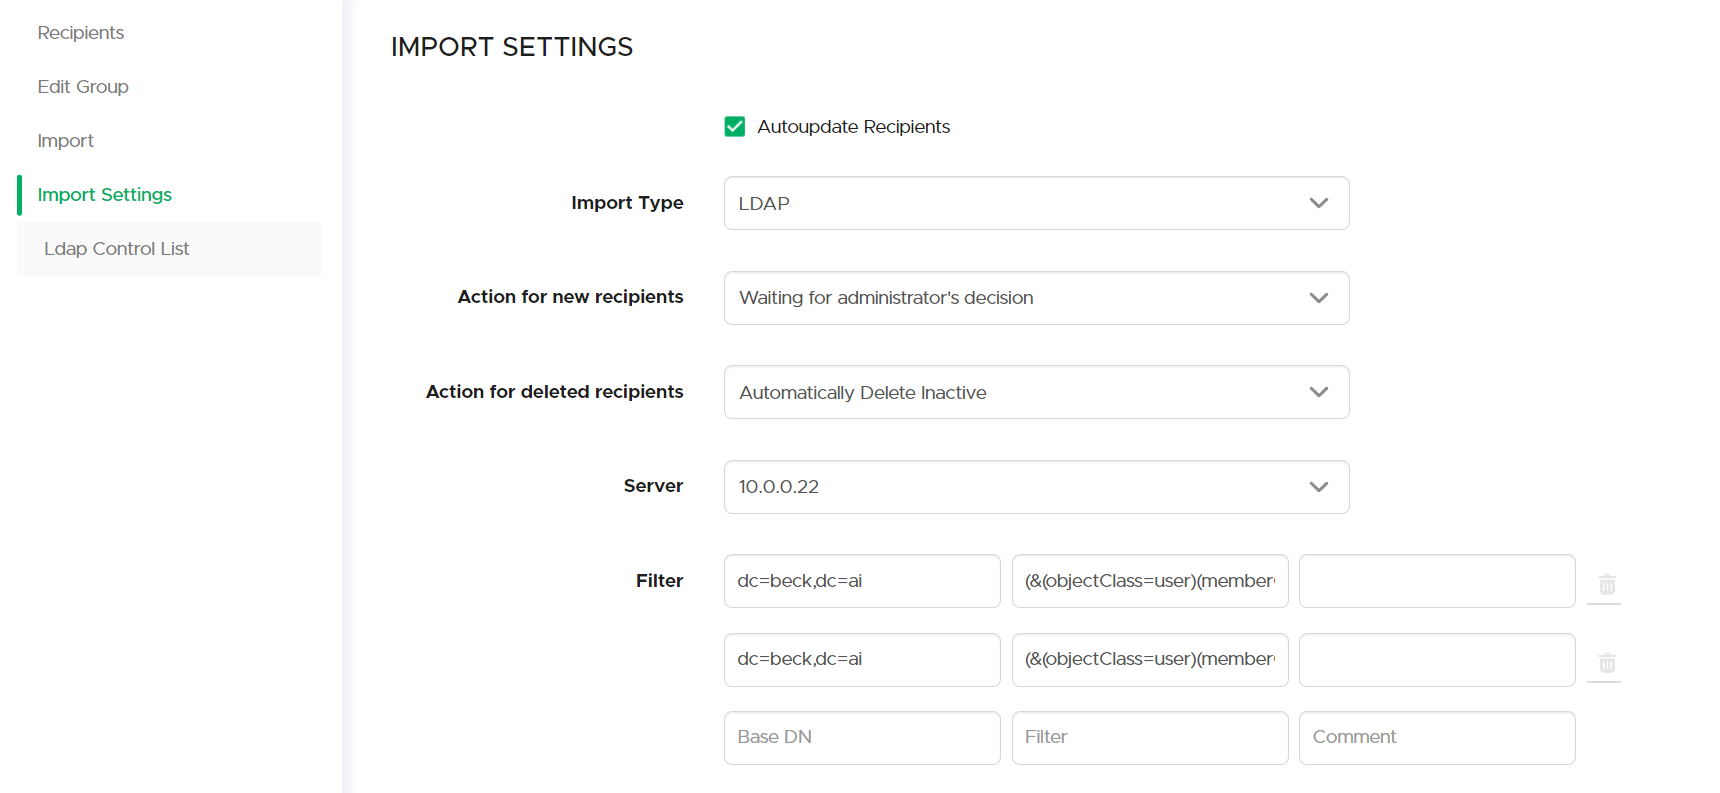 Recipients
Edit Group
Import
Import Settings
Ldap Control List
IMPORT SETTINGS
Autoupdate Recipients
Import Type
LDAP
Action for new recipients
Waiting for administrator's decision
Action for deleted recipients
Automatically Delete Inactive
Server
10.0.0.22
Filter
dc=beck,dc=ai
(&(objectClass=user)(member
dc=beck,dc=ai
(&(objectClass=user)(member
Base DN
Filter
Comment